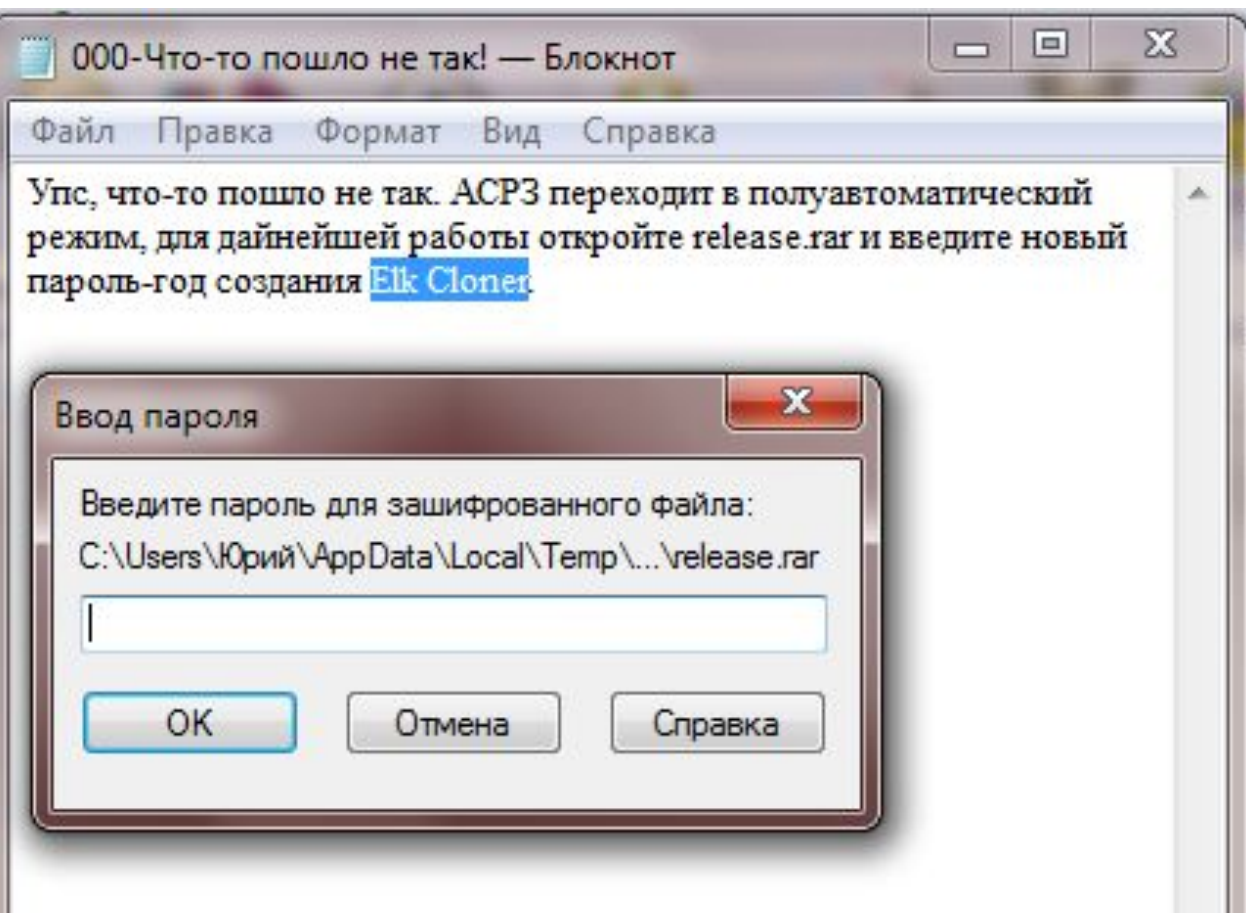 000-Что-то пошло не так! — Блокнот
Файл Правка Формат Вид Справка
Упс, что-то пошло не так. АСРЗ переходит в полуавтоматический
режим, для дайнейшей работы откройте release.rar и введите новый
пароль-год создания Elk Cloner.
Ввод пароля
Введите пароль для зашифрованного файла:
C:\Users\Юрий\AppData\Local\Temp\...\release.rar
OK Отмена Справка